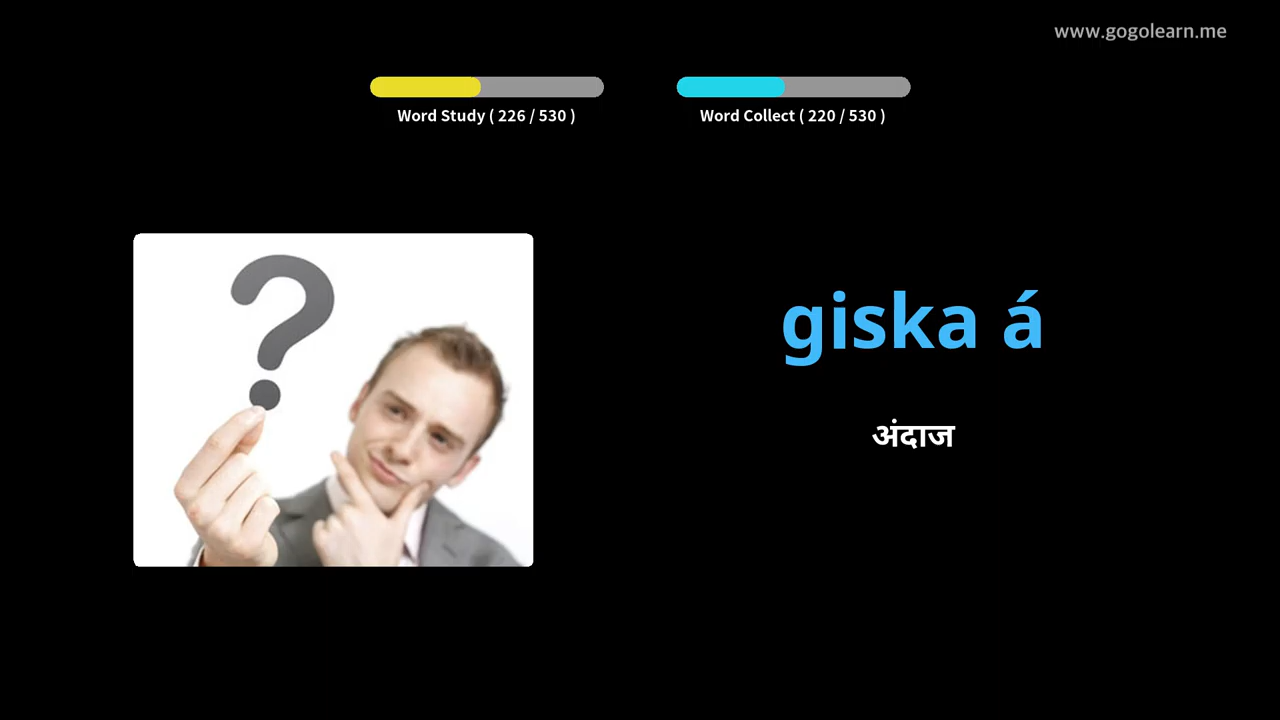 www.gogolearn.me
Word Study ( 226 / 530 )
Word Collect ( 220 / 530 )
giska á
अंदाज